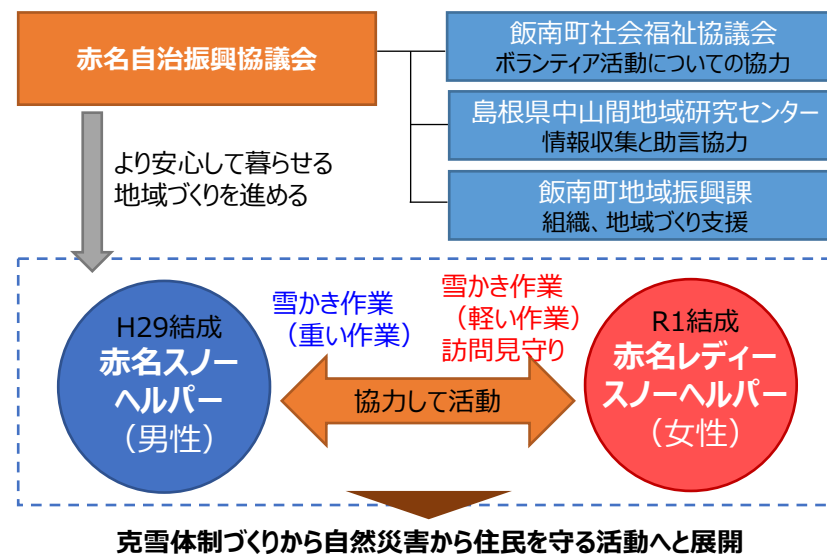 赤名自治振興協議会
飯南町社会福祉協議会
ボランティア活動についての協力
島根県中山間地域研究センター
情報収集と助言協力
飯南町地域振興課
組織、地域づくり支援
より安心して暮らせる
地域づくりを進める
H29結成
赤名スノー
ヘルパー
（男性）
雪かき作業
（重い作業）
雪かき作業
（軽い作業）
訪問見守り
協力して活動
R1結成
赤名レディー
スノーヘルパー
（女性）
克雪体制づくりから自然災害から住民を守る活動へと展開